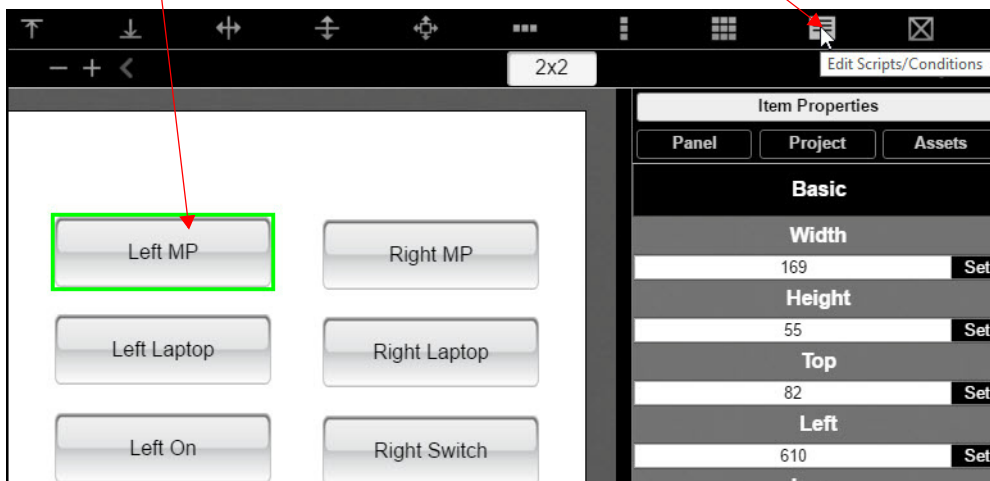 2x2
Edit Scripts/Conditions
Item Properties
Panel Project Assets
Basic
Width
169 Set
Height
55 Set
Top
82 Set
Left
610 Set
Left MP Right MP
Left Laptop Right Laptop
Left On Right Switch